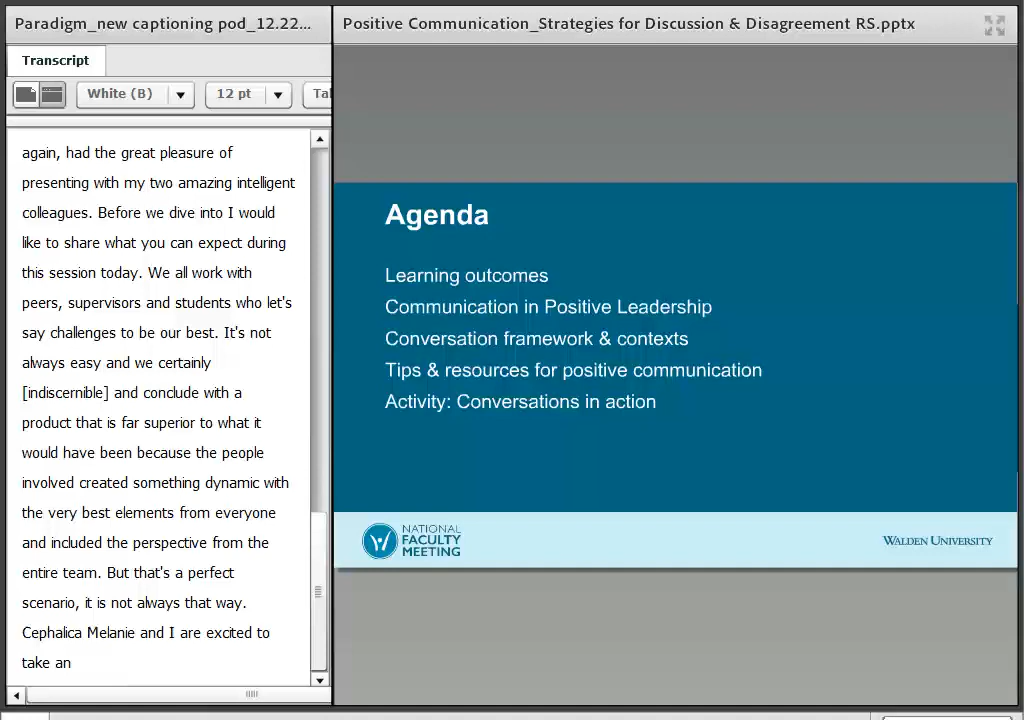 Paradigm_new captioning pod_12.22...
Positive Communication_Strategies for Discussion & Disagreement RS.pptx
Transcript
White (B)
12 pt
Ta
again, had the great pleasure of
presenting with my two amazing intelligent
colleagues. Before we dive into I would
like to share what you can expect during
this session today. We all work with
peers, supervisors and students who let's
say challenges to be our best. It's not
always easy and we certainly
[indiscernible] and conclude with a
product that is far superior to what it
would have been because the people
involved created something dynamic with
the very best elements from everyone
and included the perspective from the
entire team. But that's a perfect
scenario, it is not always that way.
Cephalica Melanie and I are excited to
take an
Agenda
Learning outcomes
Communication in Positive Leadership
Conversation framework & contexts
Tips & resources for positive communication
Activity: Conversations in action
NATIONAL
FACULTY
MEETING
WALDEN UNIVERSITY